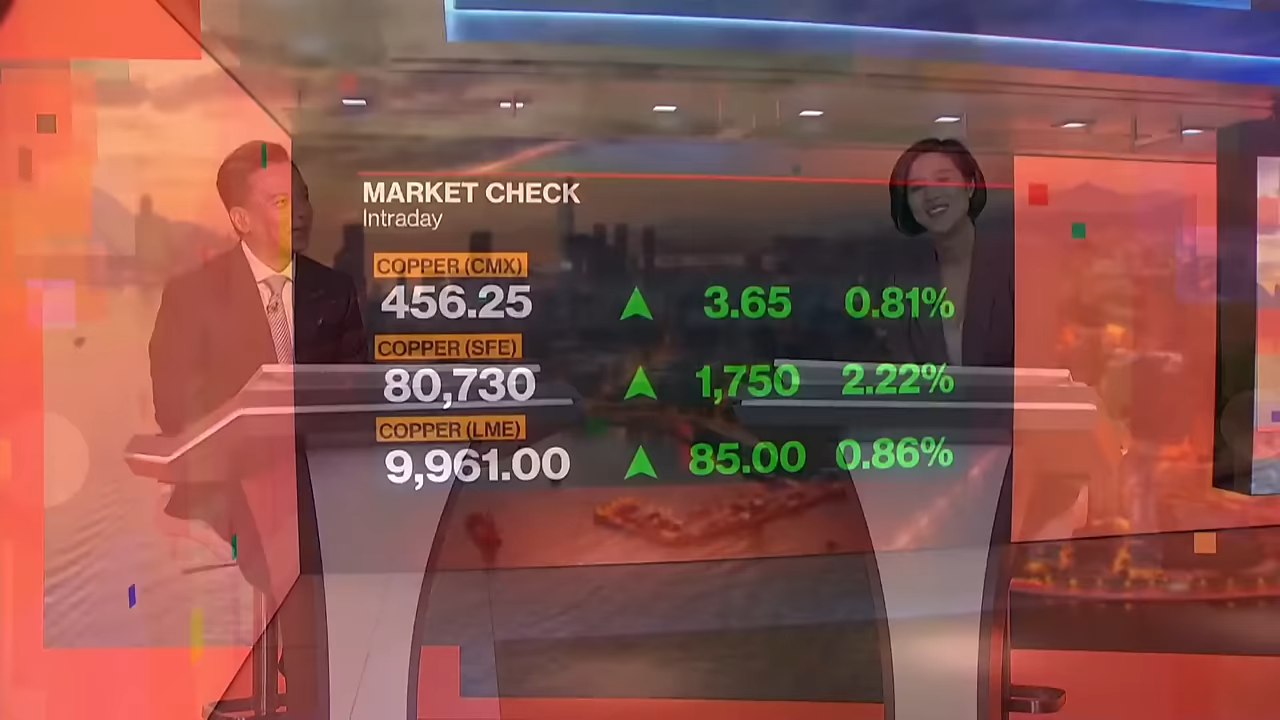 MARKET CHECK
Intraday
COPPER (CMX)
456.25 3.65 0.81%
COPPER (SFE)
80,730 1,750 2.22%
COPPER (LME)
9,961.00 85.00 0.86%